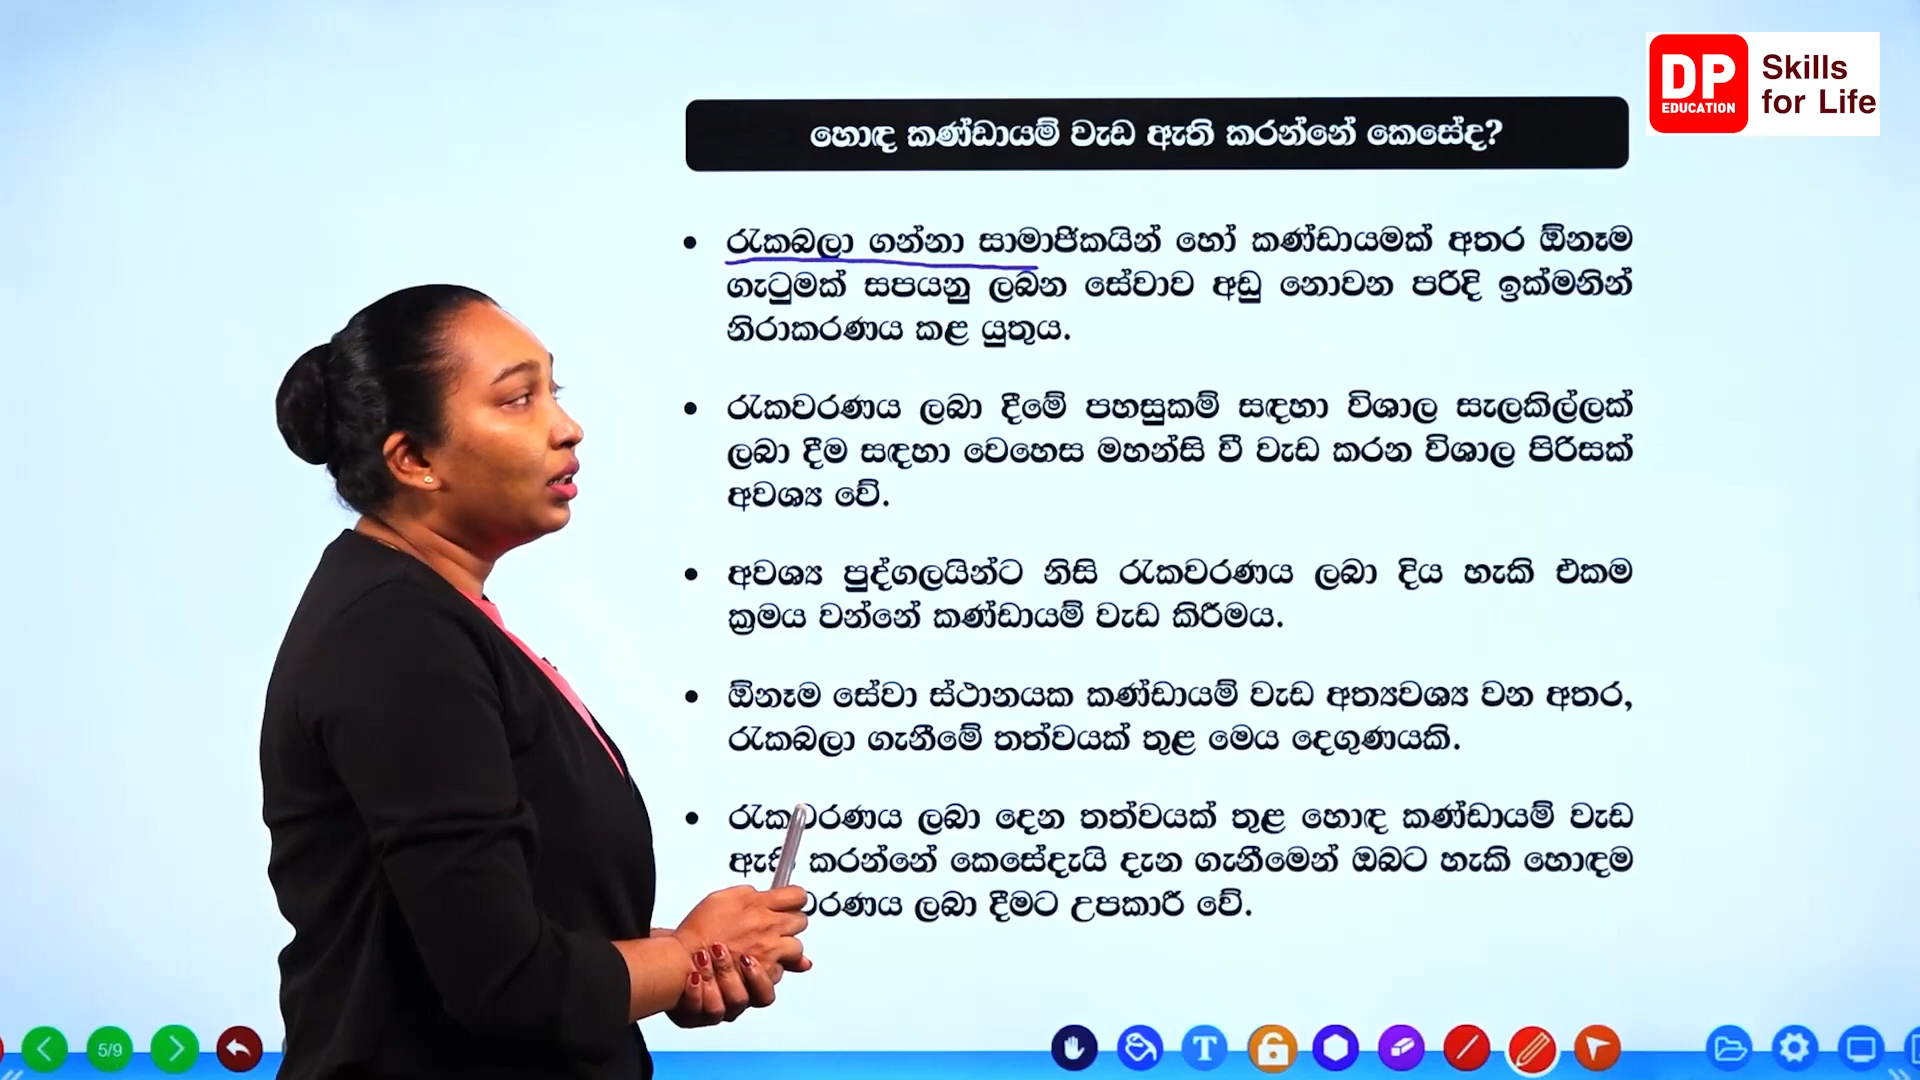 DP
EDUCATION
Skills
for Life
හොඳ කණ්ඩායම් වැඩ ඇති කරන්නේ කෙසේද?
• රැකබලා ගන්නා සාමාජිකයින් හෝ කණ්ඩායමක් අතර ඕනෑම
ගැටුමක් සපයනු ලබන සේවාව අඩු නොවන පරිදි ඉක්මනින්
නිරාකරණය කළ යුතුය.
• රැකවරණය ලබා දීමේ පහසුකම් සඳහා විශාල සැලකිල්ලක්
ලබා දීම සඳහා වෙහෙස මහන්සි වී වැඩ කරන විශාල පිරිසක්
අවශ්‍ය වේ.
• අවශ්‍ය පුද්ගලයින්ට නිසි රැකවරණය ලබා දිය හැකි එකම
ක්‍රමය වන්නේ කණ්ඩායම් වැඩ කිරීමය.
• ඕනෑම සේවා ස්ථානයක කණ්ඩායම් වැඩ අත්‍යවශ්‍ය වන අතර,
රැකබලා ගැනීමේ තත්වයක් තුළ මෙය දෙගුණයකි.
• රැකවරණය ලබා දෙන තත්වයක් තුළ හොඳ කණ්ඩායම් වැඩ
ඇති කරන්නේ කෙසේදැයි දැන ගැනීමෙන් ඔබට හැකි හොඳම
ලබා දීමට උපකාරී වේ.
5/9
T